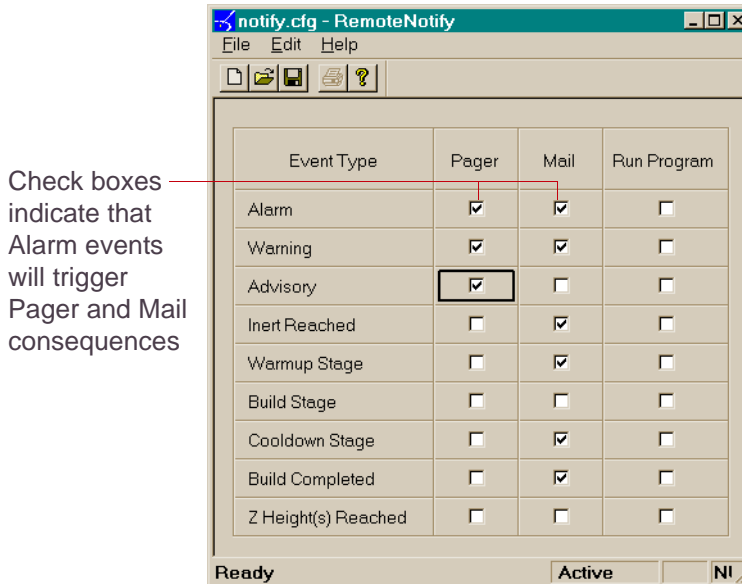 notify.cfg - RemoteNotify
File Edit Help
Event Type Pager Mail Run Program
Alarm
Warning
Advisory
Inert Reached
Warmup Stage
Build Stage
Cooldown Stage
Build Completed
Z Height(s) Reached
Ready Active
Check boxes
indicate that
Alarm events
will trigger
Pager and Mail
consequences